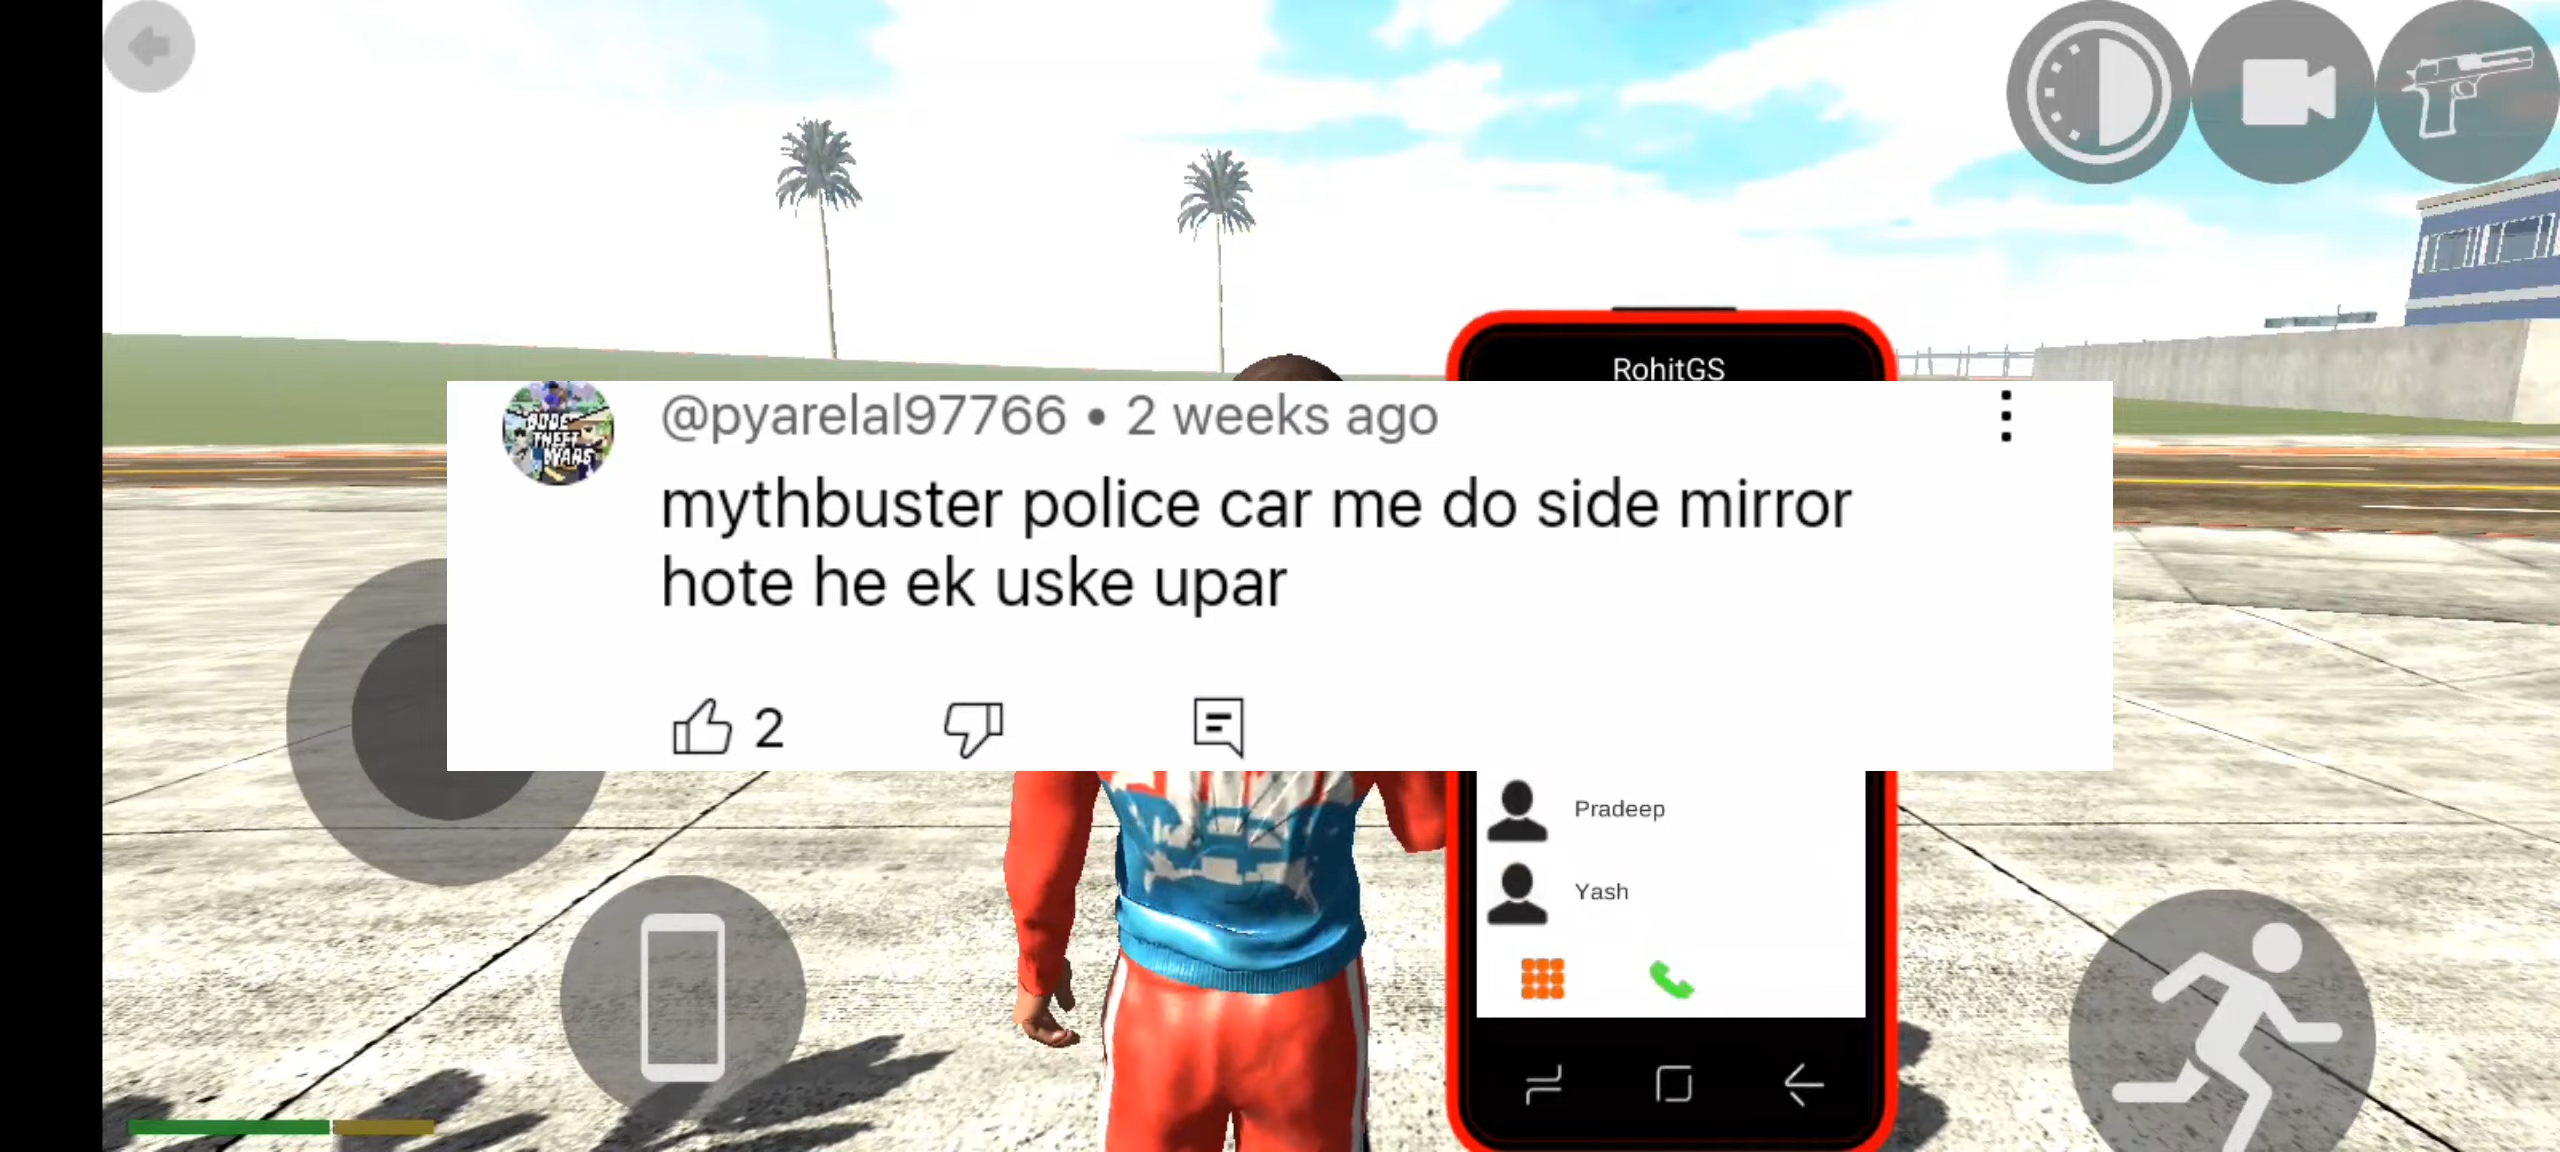 RohitGS
@pyarelal97766 • 2 weeks ago
mythbuster police car me do side mirror
hote he ek uske upar
2
Pradeep
Yash